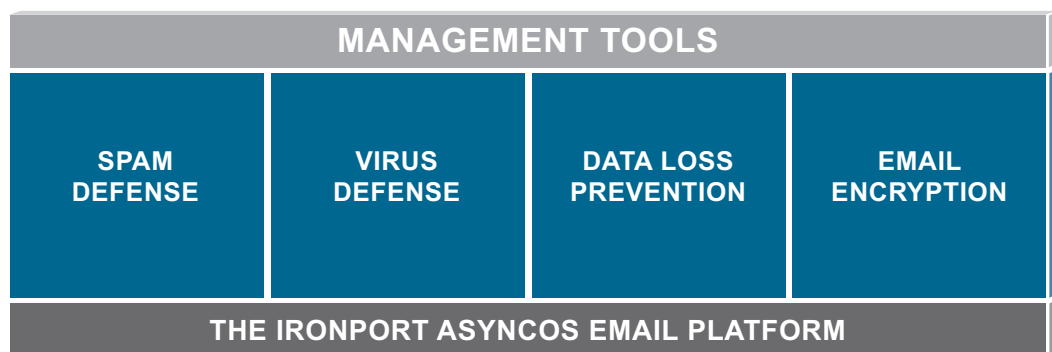 MANAGEMENT TOOLS
SPAM
DEFENSE
VIRUS
DEFENSE
DATA LOSS
PREVENTION
EMAIL
ENCRYPTION
THE IRONPORT ASYNCOS EMAIL PLATFORM